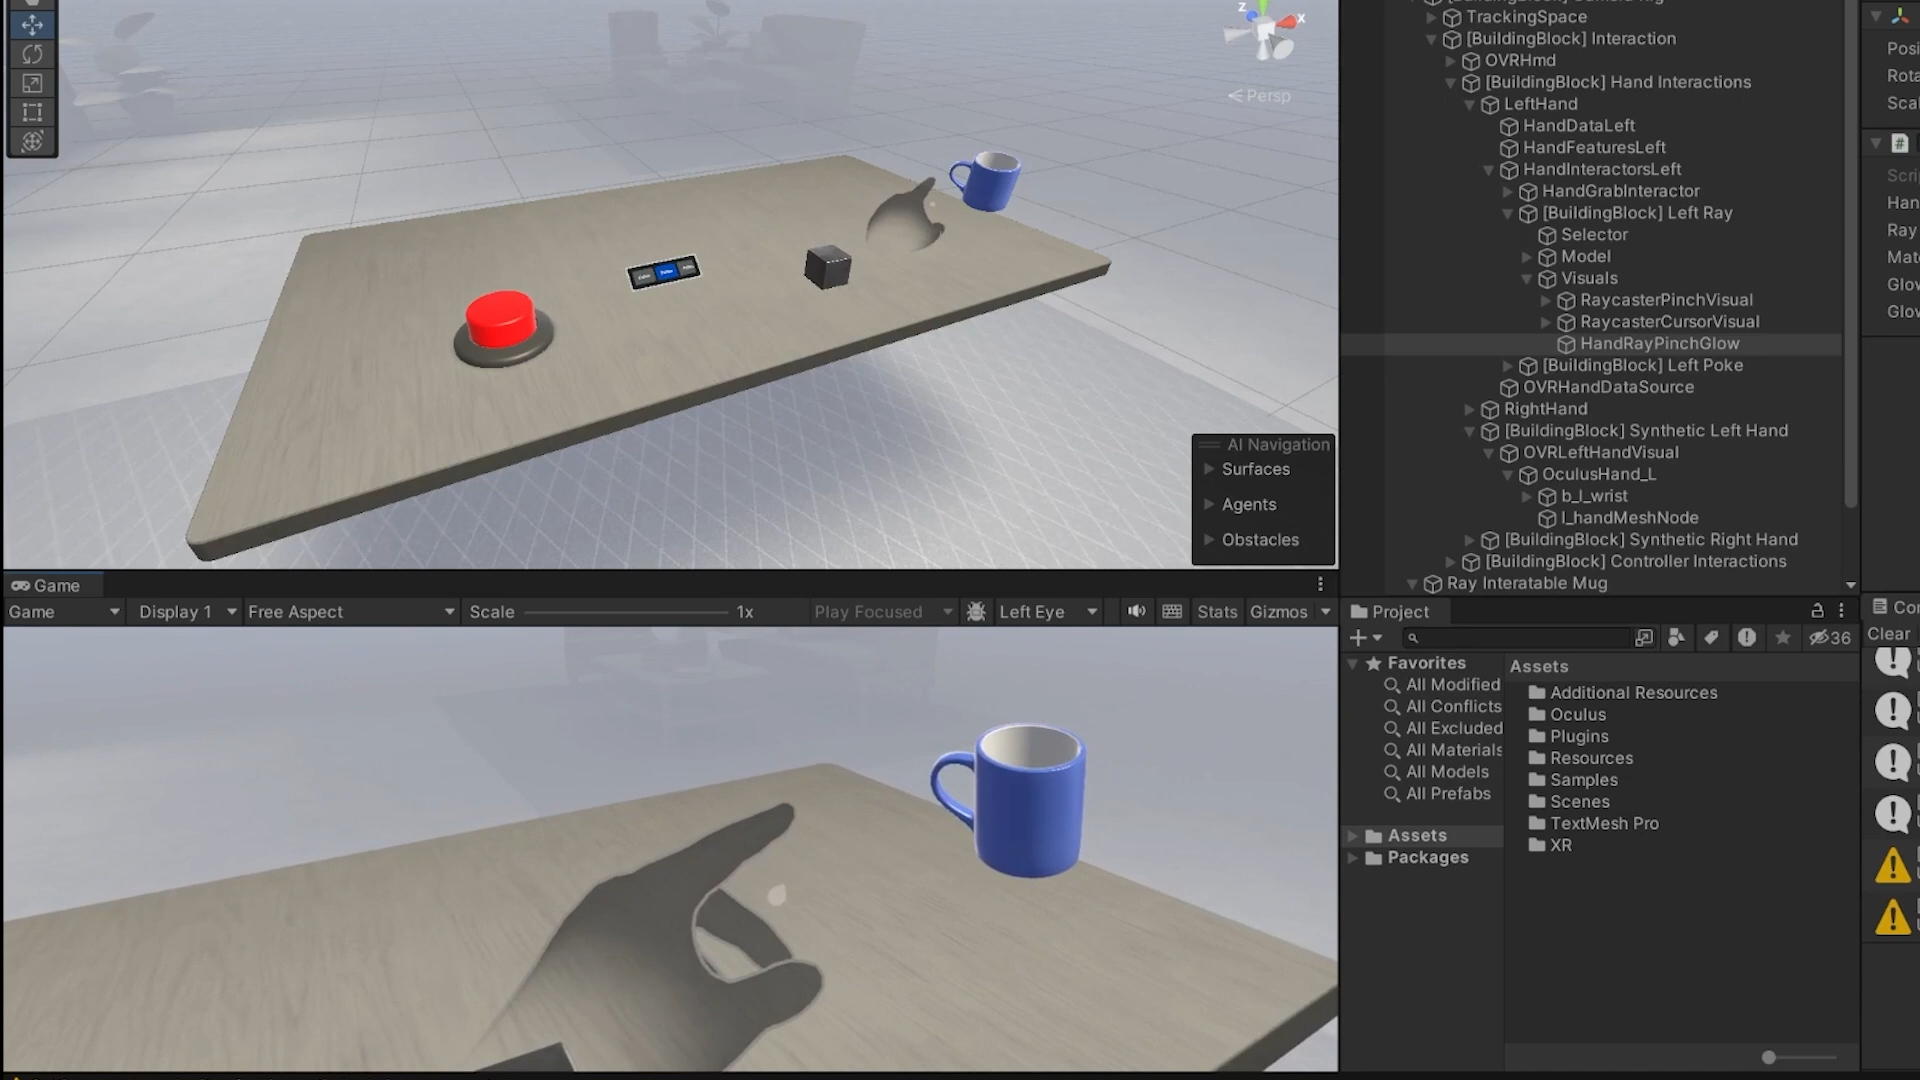 z
x
Persp
AI Navigation
Surfaces
Agents
Obstacles
Game
Game
Display 1
Free Aspect
Scale
1x
Play Focused
Left Eye
Stats
Gizmos
TrackingSpace
[BuildingBlock] Interaction
OVRHmd
[BuildingBlock] Hand Interactions
LeftHand
HandDataLeft
HandFeaturesLeft
HandInteractorsLeft
HandGrabInteractor
[BuildingBlock] Left Ray
Selector
Model
Visuals
RaycasterPinchVisual
RaycasterCursorVisual
HandRayPinchGlow
[BuildingBlock] Left Poke
OVRHandDataSource
RightHand
[BuildingBlock] Synthetic Left Hand
OVRLeftHandVisual
OculusHand_L
b_l_wrist
l_handMeshNode
[BuildingBlock] Synthetic Right Hand
[BuildingBlock] Controller Interactions
Ray Interatable Mug
Project
36
Favorites
All Modified
All Conflicts
All Excluded
All Materials
All Models
All Prefabs
Assets
Packages
Assets
Additional Resources
Oculus
Plugins
Resources
Samples
Scenes
TextMesh Pro
XR
Posi
Rota
Scal
#
Scri
Han
Ray
Mat
Glov
Glov
Con
Clear